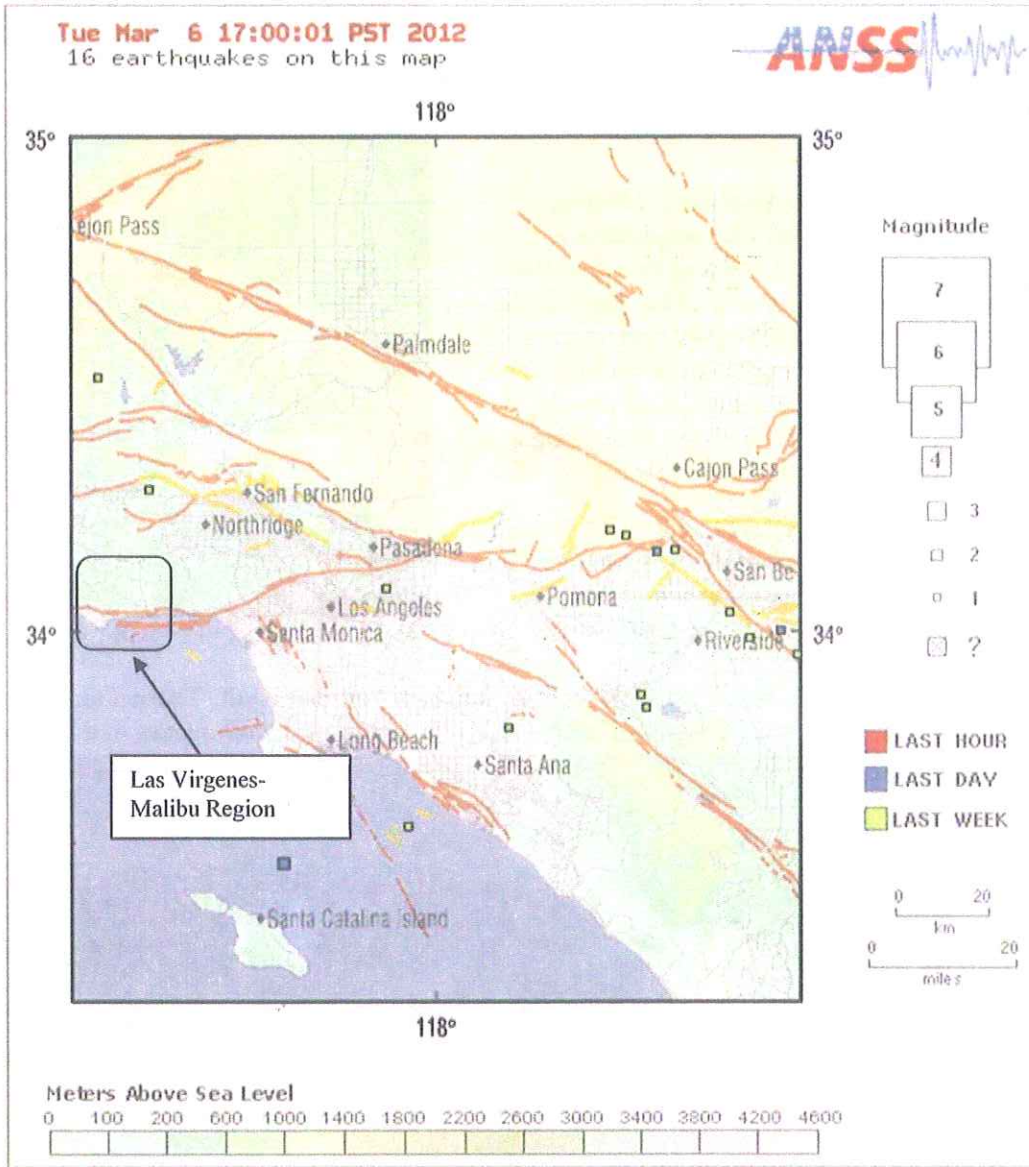 Tue Mar 6 17:00:01 PST 2012
16 earthquakes on this map
ANSS
118°
35°
35°
ejon Pass
Magnitude
7
6
5
4
3
2
1
?
Palmdale
Cajon Pass
San Fernando
Northridge
Pasadena
San Be
Los Angeles
Pomona
34°
34°
Santa Monica
Riverside
Long Beach
Santa Ana
Las Virgenes-
Malibu Region
LAST HOUR
LAST DAY
LAST WEEK
Santa Catalina Island
0 20
km
0 20
miles
118°
Meters Above Sea Level
0 100 200 600 1000 1400 1800 2200 2600 3000 3400 3800 4200 4600